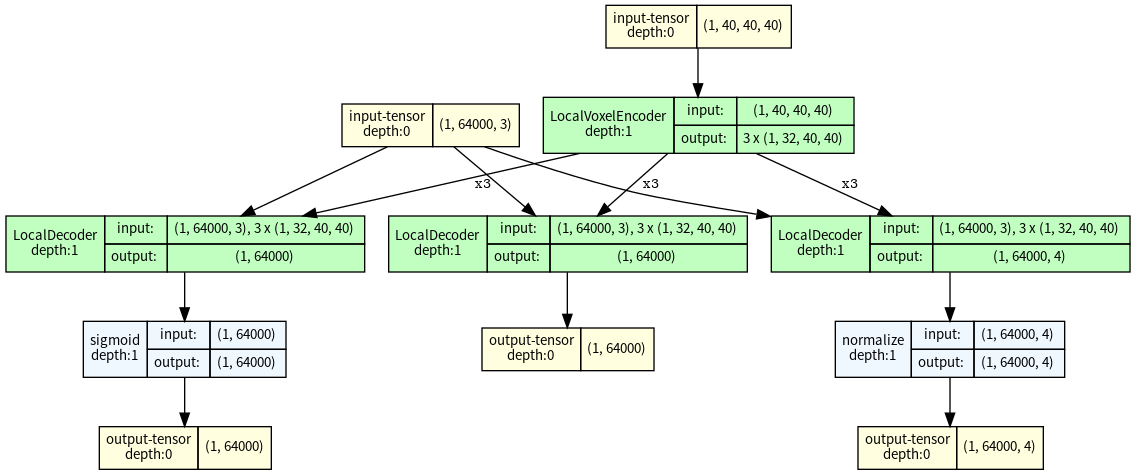 input-tensor
depth:0
(1, 40, 40, 40)
input-tensor
depth:0
(1, 64000, 3)
LocalVoxelEncoder
depth:1
input:
(1, 40, 40, 40)
output:
3 x (1, 32, 40, 40)
x3
x3
x3
LocalDecoder
depth:1
input:
(1, 64000, 3), 3 x (1, 32, 40, 40)
output:
(1, 64000)
LocalDecoder
depth:1
input:
(1, 64000, 3), 3 x (1, 32, 40, 40)
output:
(1, 64000)
LocalDecoder
depth:1
input:
(1, 64000, 3), 3 x (1, 32, 40, 40)
output:
(1, 64000, 4)
sigmoid
depth:1
input:
(1, 64000)
output:
(1, 64000)
output-tensor
depth:0
(1, 64000)
normalize
depth:1
input:
(1, 64000, 4)
output:
(1, 64000, 4)
output-tensor
depth:0
(1, 64000)
output-tensor
depth:0
(1, 64000, 4)